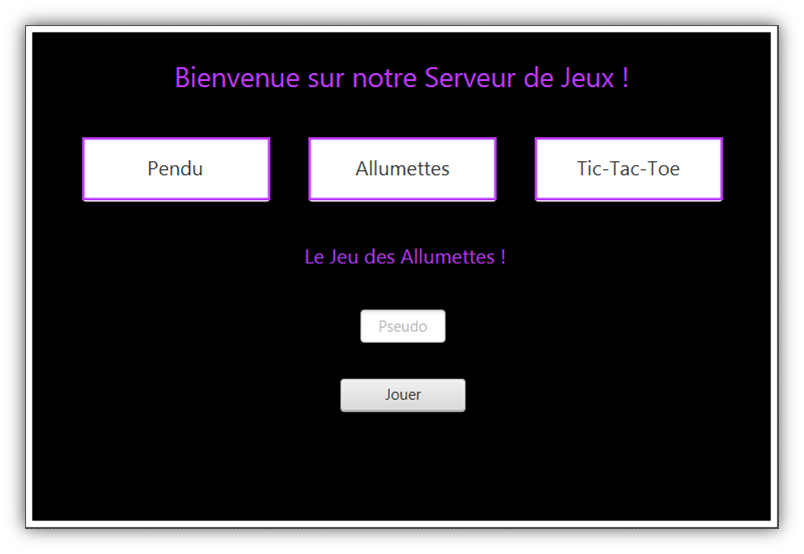 Bienvenue sur notre Serveur de Jeux !
Pendu Allumettes Tic-Tac-Toe
Le Jeu des Allumettes !
Pseudo
Jouer